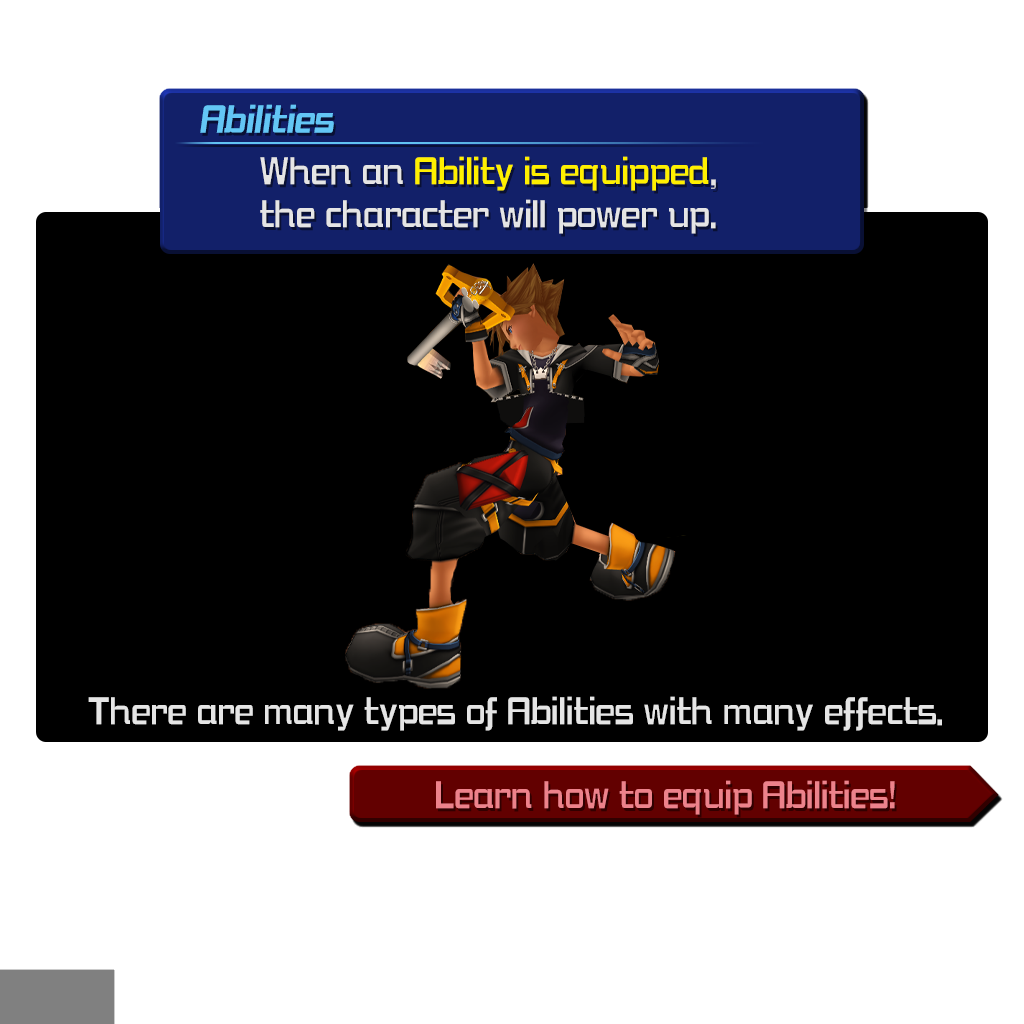 Abilities
When an Ability is equipped,
the character will power up.
There are many types of Abilities with many effects.
Learn how to equip Abilities!